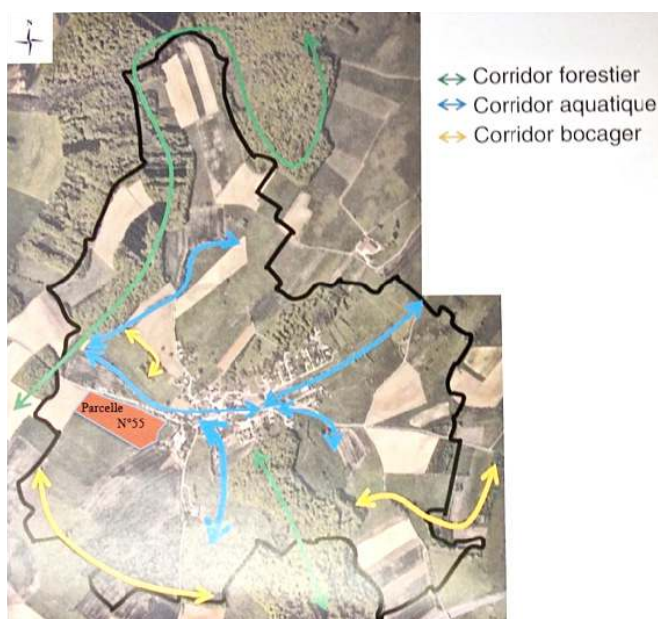 Corridor forestier
Corridor aquatique
Corridor bocager
Parcelle
N°55